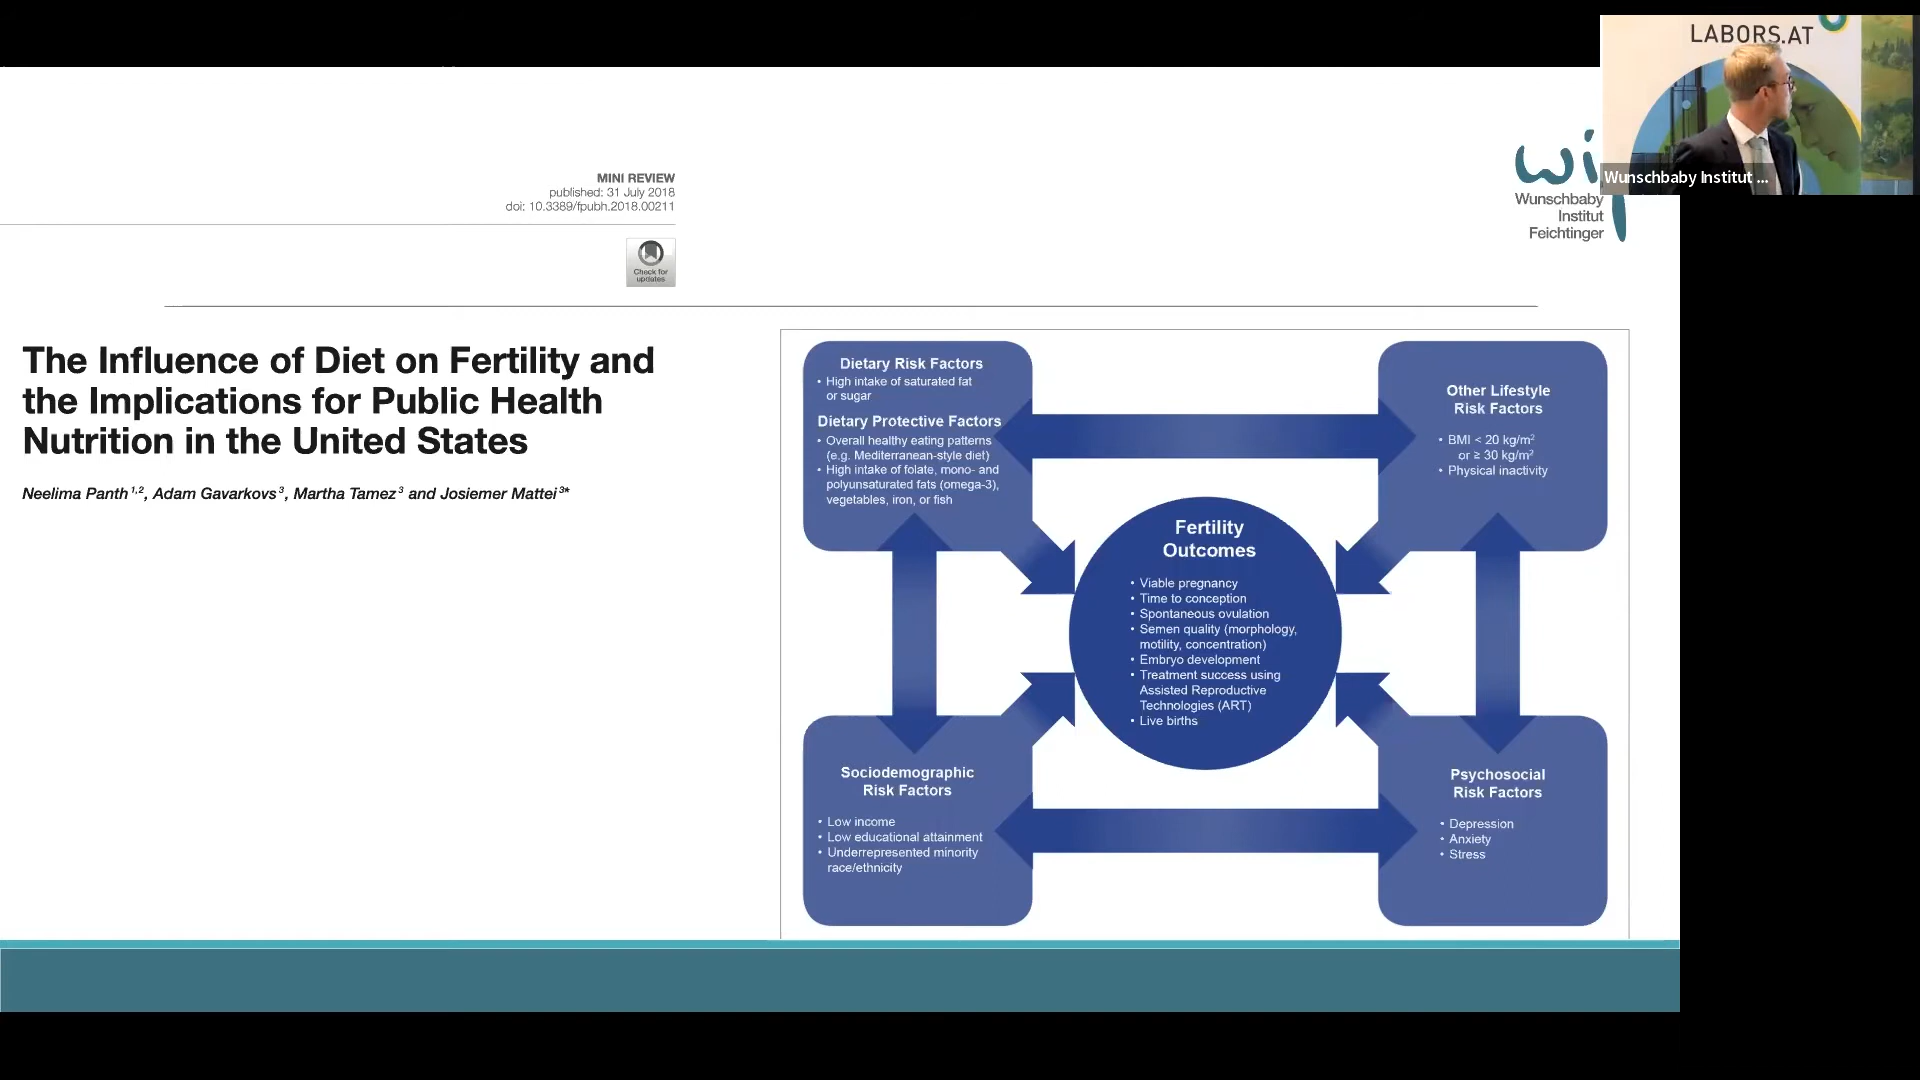 LABORS.AT
Wunschbaby Institut ...
wi
Wunschbaby
Institut
Feichtinger
MINI REVIEW
published: 31 July 2018
doi: 10.3389/fpubh.2018.00211
Check for
updates
The Influence of Diet on Fertility and
the Implications for Public Health
Nutrition in the United States
Neelima Panth 1,2, Adam Gavarkovs 3, Martha Tamez 3 and Josiemer Mattei 3*
Dietary Risk Factors
• High intake of saturated fat
or sugar
Dietary Protective Factors
• Overall healthy eating patterns
(e.g. Mediterranean-style diet)
• High intake of folate, mono- and
polyunsaturated fats (omega-3),
vegetables, iron, or fish
Other Lifestyle
Risk Factors
• BMI < 20 kg/m²
or ≥ 30 kg/m²
• Physical inactivity
Fertility
Outcomes
• Viable pregnancy
• Time to conception
• Spontaneous ovulation
• Semen quality (morphology,
motility, concentration)
• Embryo development
• Treatment success using
Assisted Reproductive
Technologies (ART)
• Live births
Sociodemographic
Risk Factors
• Low income
• Low educational attainment
• Underrepresented minority
race/ethnicity
Psychosocial
Risk Factors
• Depression
• Anxiety
• Stress